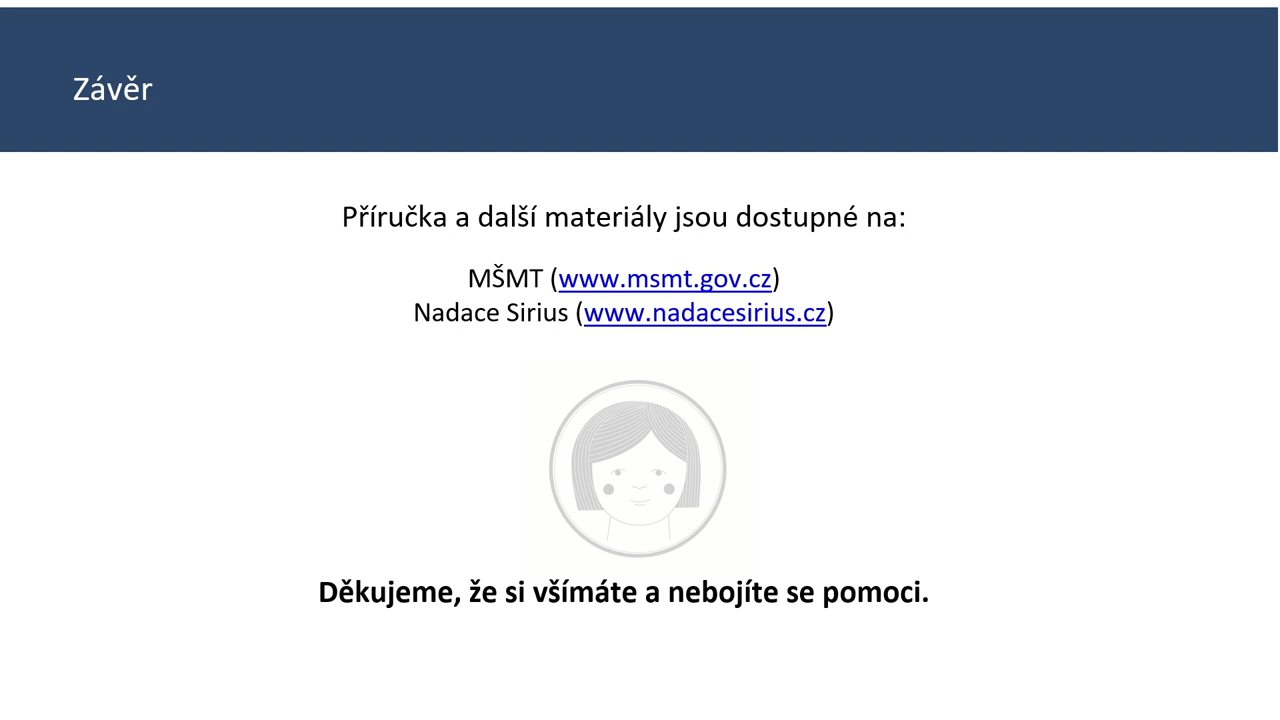 Závěr
Příručka a další materiály jsou dostupné na:
MŠMT (www.msmt.gov.cz)
Nadace Sirius (www.nadacesirius.cz)
Děkujeme, že si všímáte a nebojíte se pomoci.